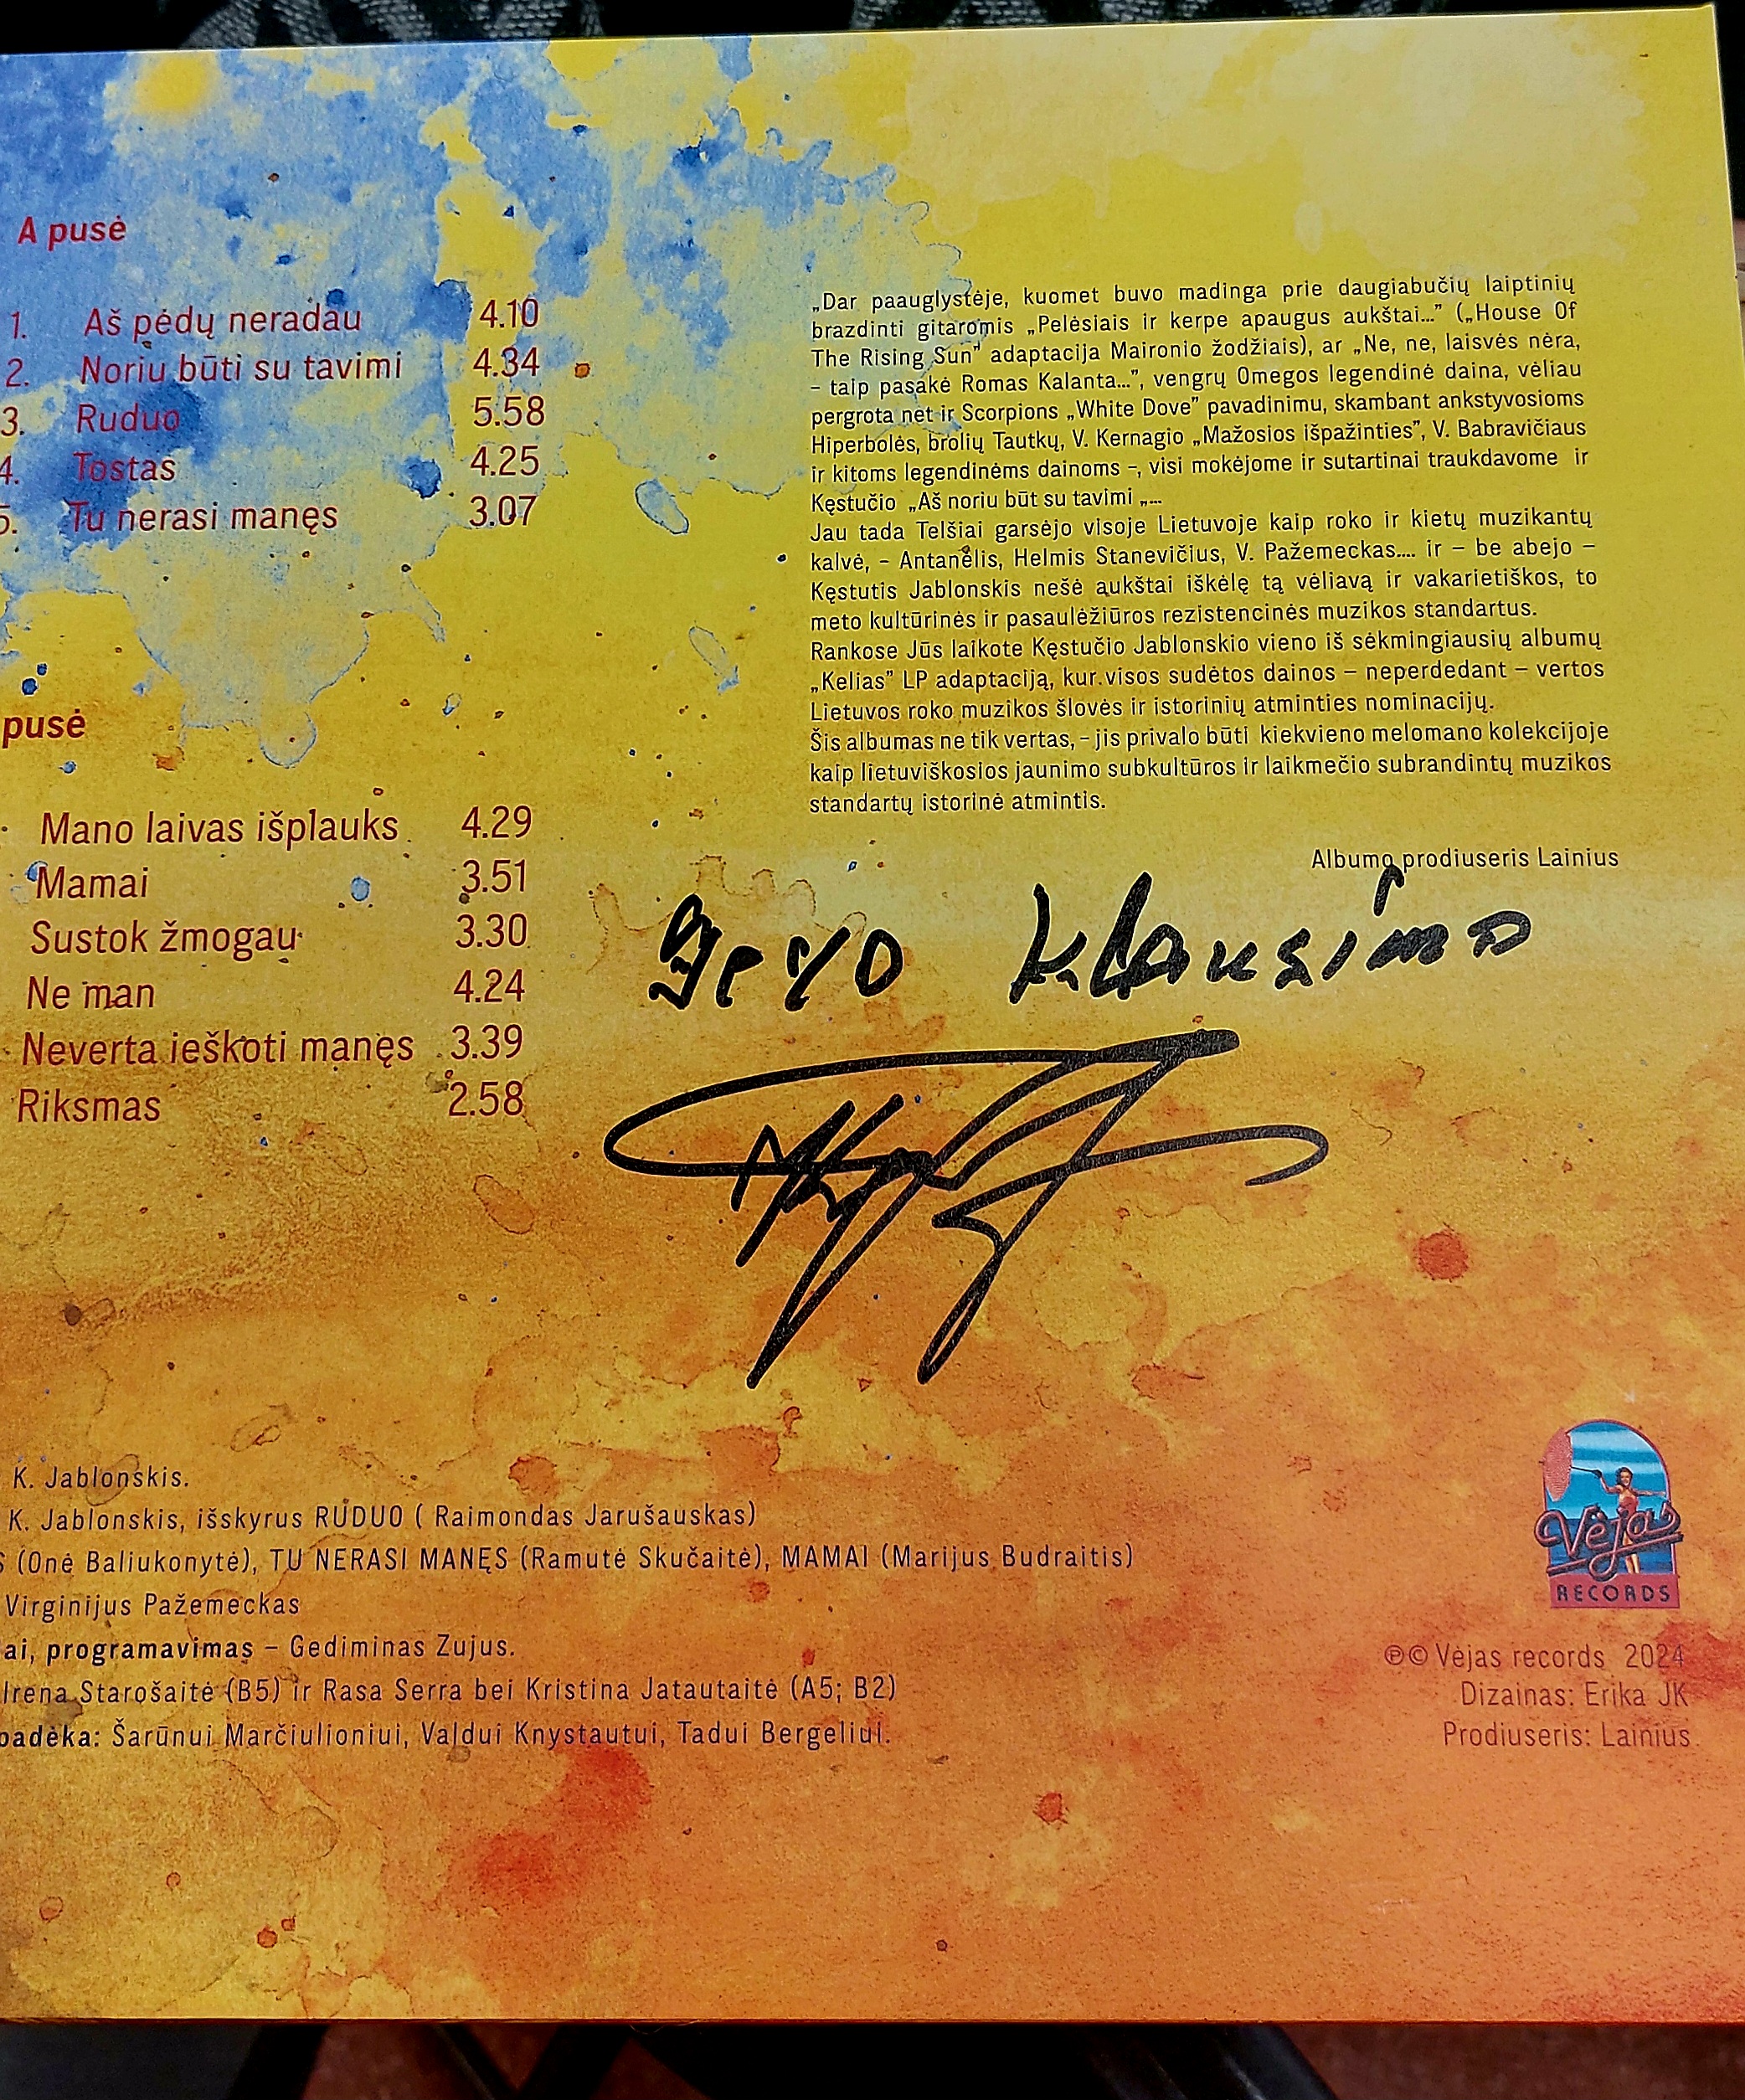 A pusė
1. Aš pėdų neradau 4.10
2. Noriu būti su tavimi 4.34
3. Ruduo 5.58
4. Tostas 4.25
5. Tu nerasi manęs 3.07
pusė
Mano laivas išplauks 4.29
Mamai 3.51
Sustok žmogau 3.30
Ne man 4.24
Neverta ieškoti manęs 3.39
Riksmas 2.58
„Dar paauglystėje, kuomet buvo madinga prie daugiabučių laiptinių
brazdinti gitaromis „Pelėsiais ir kerpe apaugus aukštai...” („House Of
The Rising Sun” adaptacija Maironio žodžiais), ar „Ne, ne, laisvės nėra,
– taip pasakė Romas Kalanta...”, vengrų Omegos legendinė daina, vėliau
pergrota net ir Scorpions „White Dove” pavadinimu, skambant ankstyvosioms
Hiperbolės, brolių Tautkų, V. Kernagio „Mažosios išpažinties”, V. Babravičiaus
ir kitoms legendinėms dainoms –, visi mokėjome ir sutartinai traukdavome ir
Kęstučio „Aš noriu būt su tavimi „...
Jau tada Telšiai garsėjo visoje Lietuvoje kaip roko ir kietų muzikantų
kalvė, – Antanėlis, Helmis Stanevičius, V. Pažemeckas.... ir – be abejo –
Kęstutis Jablonskis nešė aukštai iškėlę tą vėliavą ir vakarietiškos, to
meto kultūrinės ir pasaulėžiūros rezistencinės muzikos standartus.
Rankose Jūs laikote Kęstučio Jablonskio vieno iš sėkmingiausių albumų
„Kelias” LP adaptaciją, kur visos sudėtos dainos – neperdedant – vertos
Lietuvos roko muzikos šlovės ir istorinių atminties nominacijų.
Šis albumas ne tik vertas, – jis privalo būti kiekvieno melomano kolekcijoje
kaip lietuviškosios jaunimo subkultūros ir laikmečio subrandintų muzikos
standartų istorinė atmintis.
Albumo prodiuseris Lainius
gero klausimo
K. Jablonskis.
K. Jablonskis, išskyrus RUDUO ( Raimondas Jarušauskas)
S (Onė Baliukonytė), TU NERASI MANĘS (Ramutė Skučaitė), MAMAI (Marijus Budraitis)
Virginijus Pažemeckas
ai, programavimas – Gediminas Zujus.
Irena Starošaitė (B5) ir Rasa Serra bei Kristina Jatautaitė (A5; B2)
padėka: Šarūnui Marčiulioniui, Valdui Knystautui, Tadui Bergeliui.
Vėjas
RECORDS
℗© Vėjas records 2024
Dizainas: Erika JK
Prodiuseris: Lainius